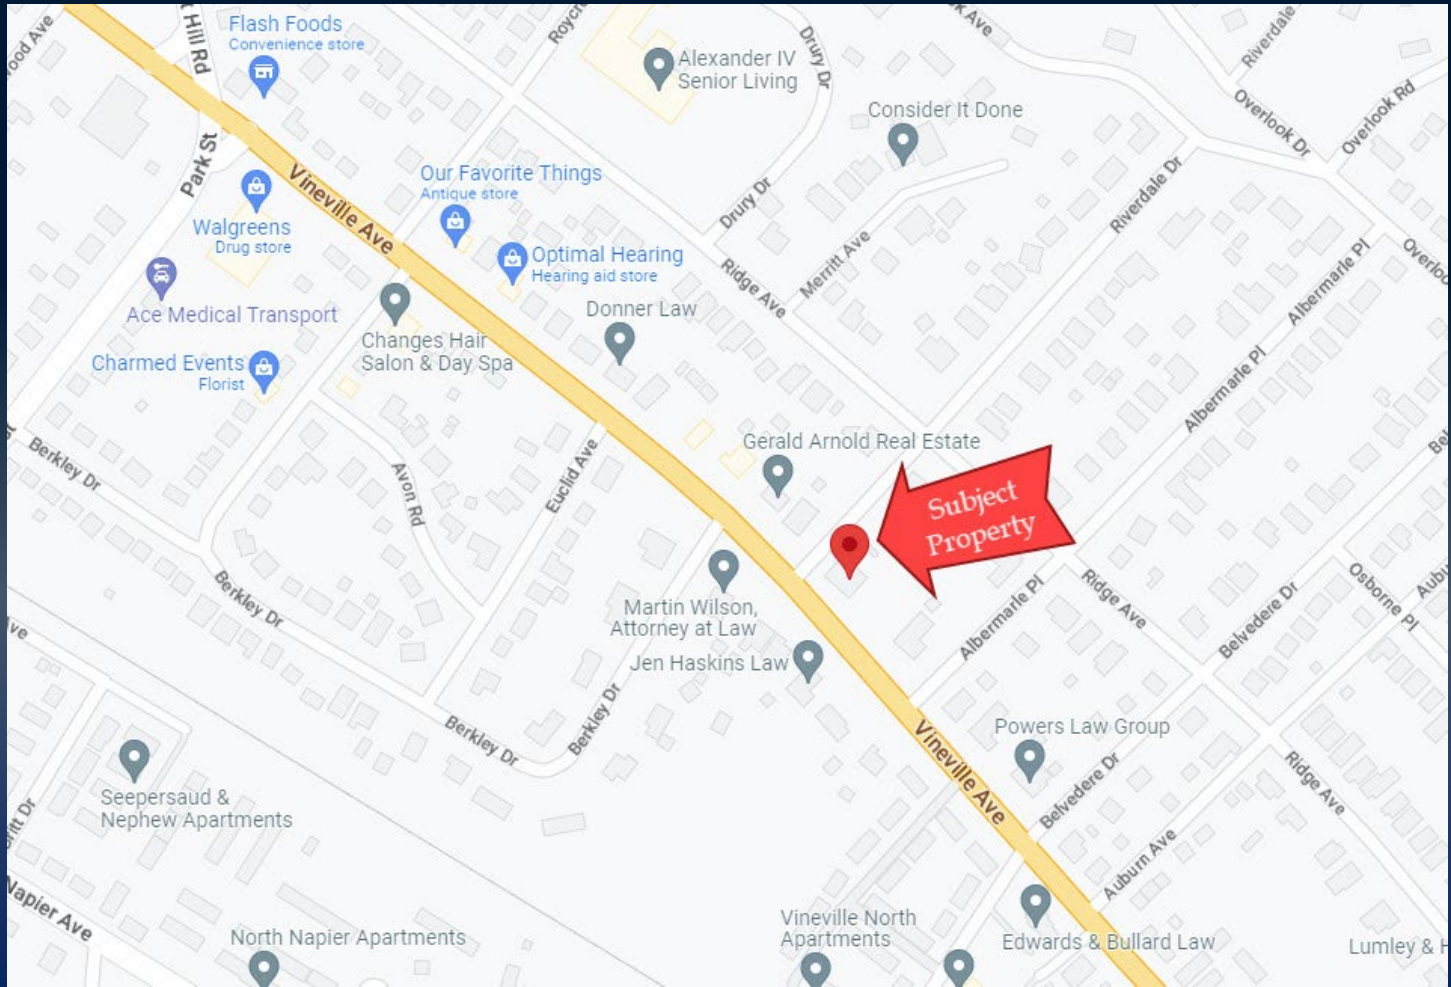 wood Ave
t Hill Rd
Flash Foods
Convenience store
Park St
Vineville Ave
Walgreens
Drug store
Ace Medical Transport
Charmed Events
Florist
Changes Hair
Salon & Day Spa
Our Favorite Things
Antique store
Optimal Hearing
Hearing aid store
Donner Law
Alexander IV
Senior Living
Drury Dr
Drury Dr
Consider It Done
Merritt Ave
Ridge Ave
Riverdale
Overlook Dr
Overlook Rd
Riverdale Dr
Albermarle Pl
Albermarle Pl
Gerald Arnold Real Estate
Subject
Property
Berkley Dr
Avon Rd
Euclid Ave
Berkley Dr
Martin Wilson,
Attorney at Law
Jen Haskins Law
Albermarle Pl
Ridge Ave
Belvedere Dr
Osborne Pl
Berkley Dr
Berkley Dr
Vineville Ave
Powers Law Group
Belvedere Dr
Ridge Ave
Auburn Ave
Seepersaud &
Nephew Apartments
Napier Ave
North Napier Apartments
Vineville North
Apartments
Edwards & Bullard Law
Lumley & H